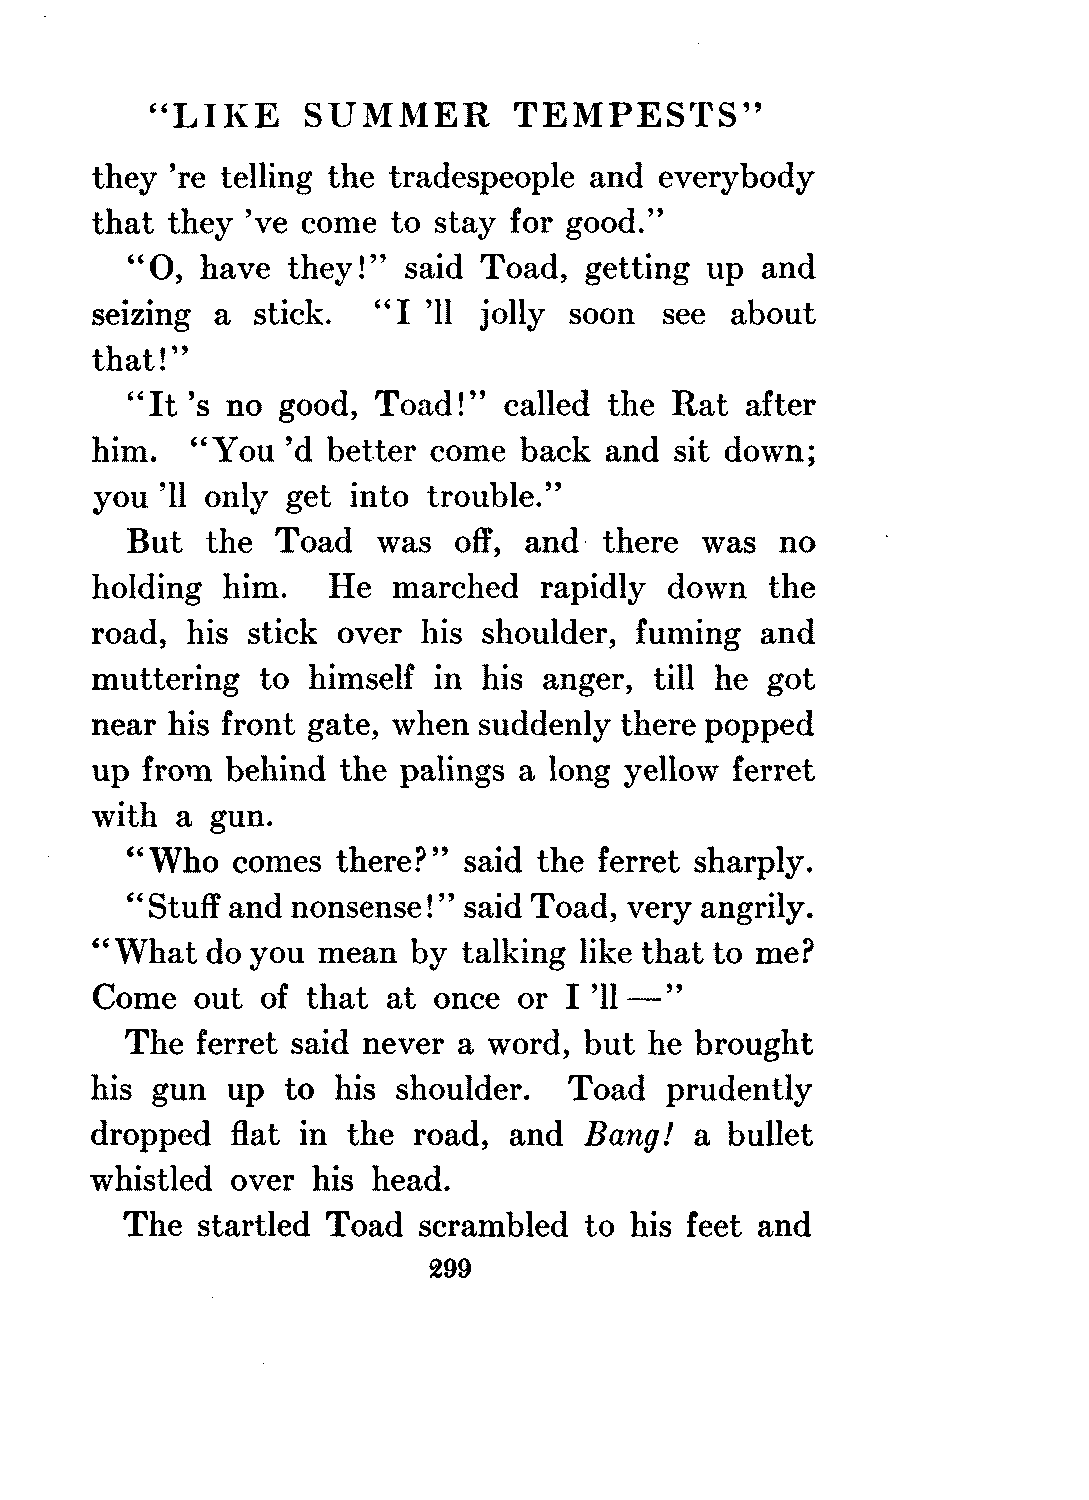 “LIKE SUMMER TEMPESTS”
they ’re telling the tradespeople and everybody
that they ’ve come to stay for good.”
“O, have they!” said Toad, getting up and
seizing a stick. “I ’ll jolly soon see about
that!”
“It ’s no good, Toad!” called the Rat after
him. “You ’d better come back and sit down;
you ’ll only get into trouble.”
But the Toad was off, and there was no
holding him. He marched rapidly down the
road, his stick over his shoulder, fuming and
muttering to himself in his anger, till he got
near his front gate, when suddenly there popped
up from behind the palings a long yellow ferret
with a gun.
“Who comes there?” said the ferret sharply.
“Stuff and nonsense!” said Toad, very angrily.
“What do you mean by talking like that to me?
Come out of that at once or I ’ll —”
The ferret said never a word, but he brought
his gun up to his shoulder. Toad prudently
dropped flat in the road, and Bang! a bullet
whistled over his head.
The startled Toad scrambled to his feet and
299